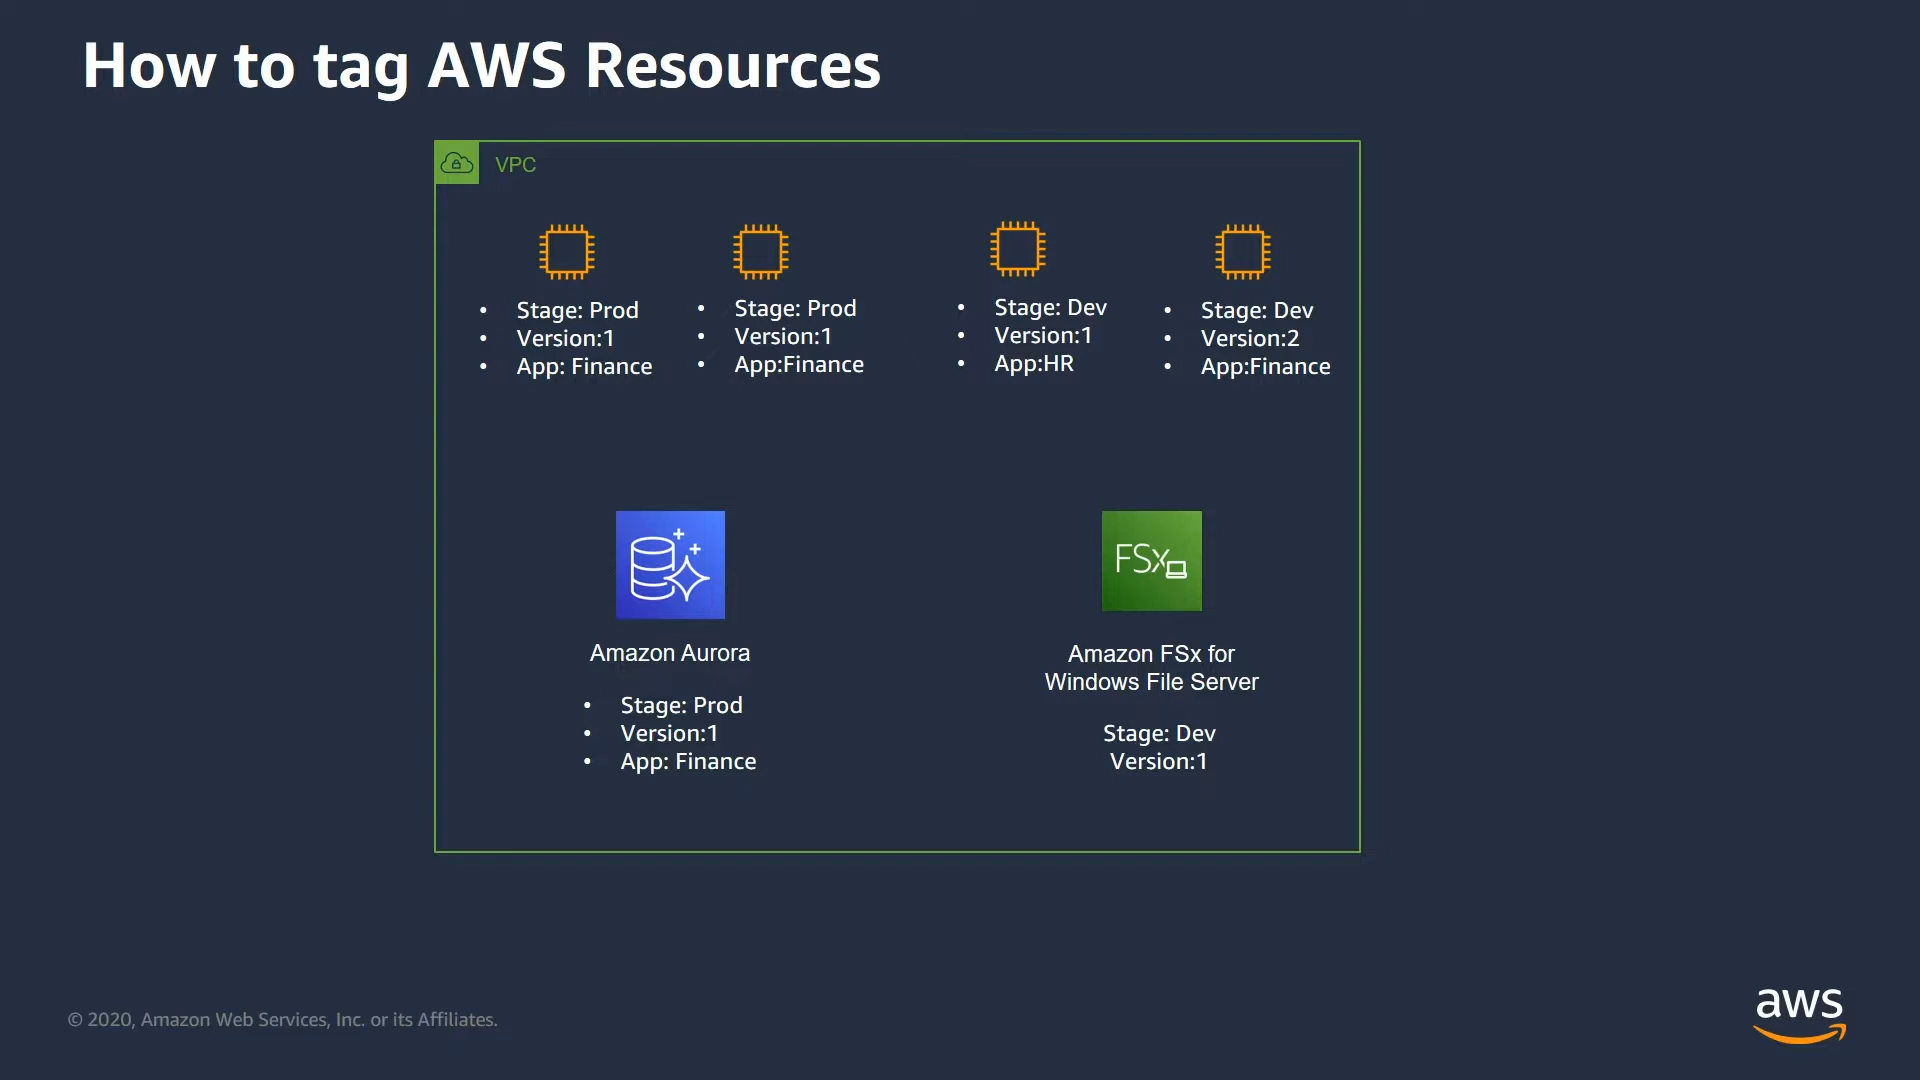 How to tag AWS Resources
VPC
• Stage: Prod
• Version:1
• App: Finance
• Stage: Prod
• Version:1
• App:Finance
• Stage: Dev
• Version:1
• App:HR
• Stage: Dev
• Version:2
• App:Finance
Amazon Aurora
• Stage: Prod
• Version:1
• App: Finance
FSx
Amazon FSx for
Windows File Server
Stage: Dev
Version:1
© 2020, Amazon Web Services, Inc. or its Affiliates.
aws